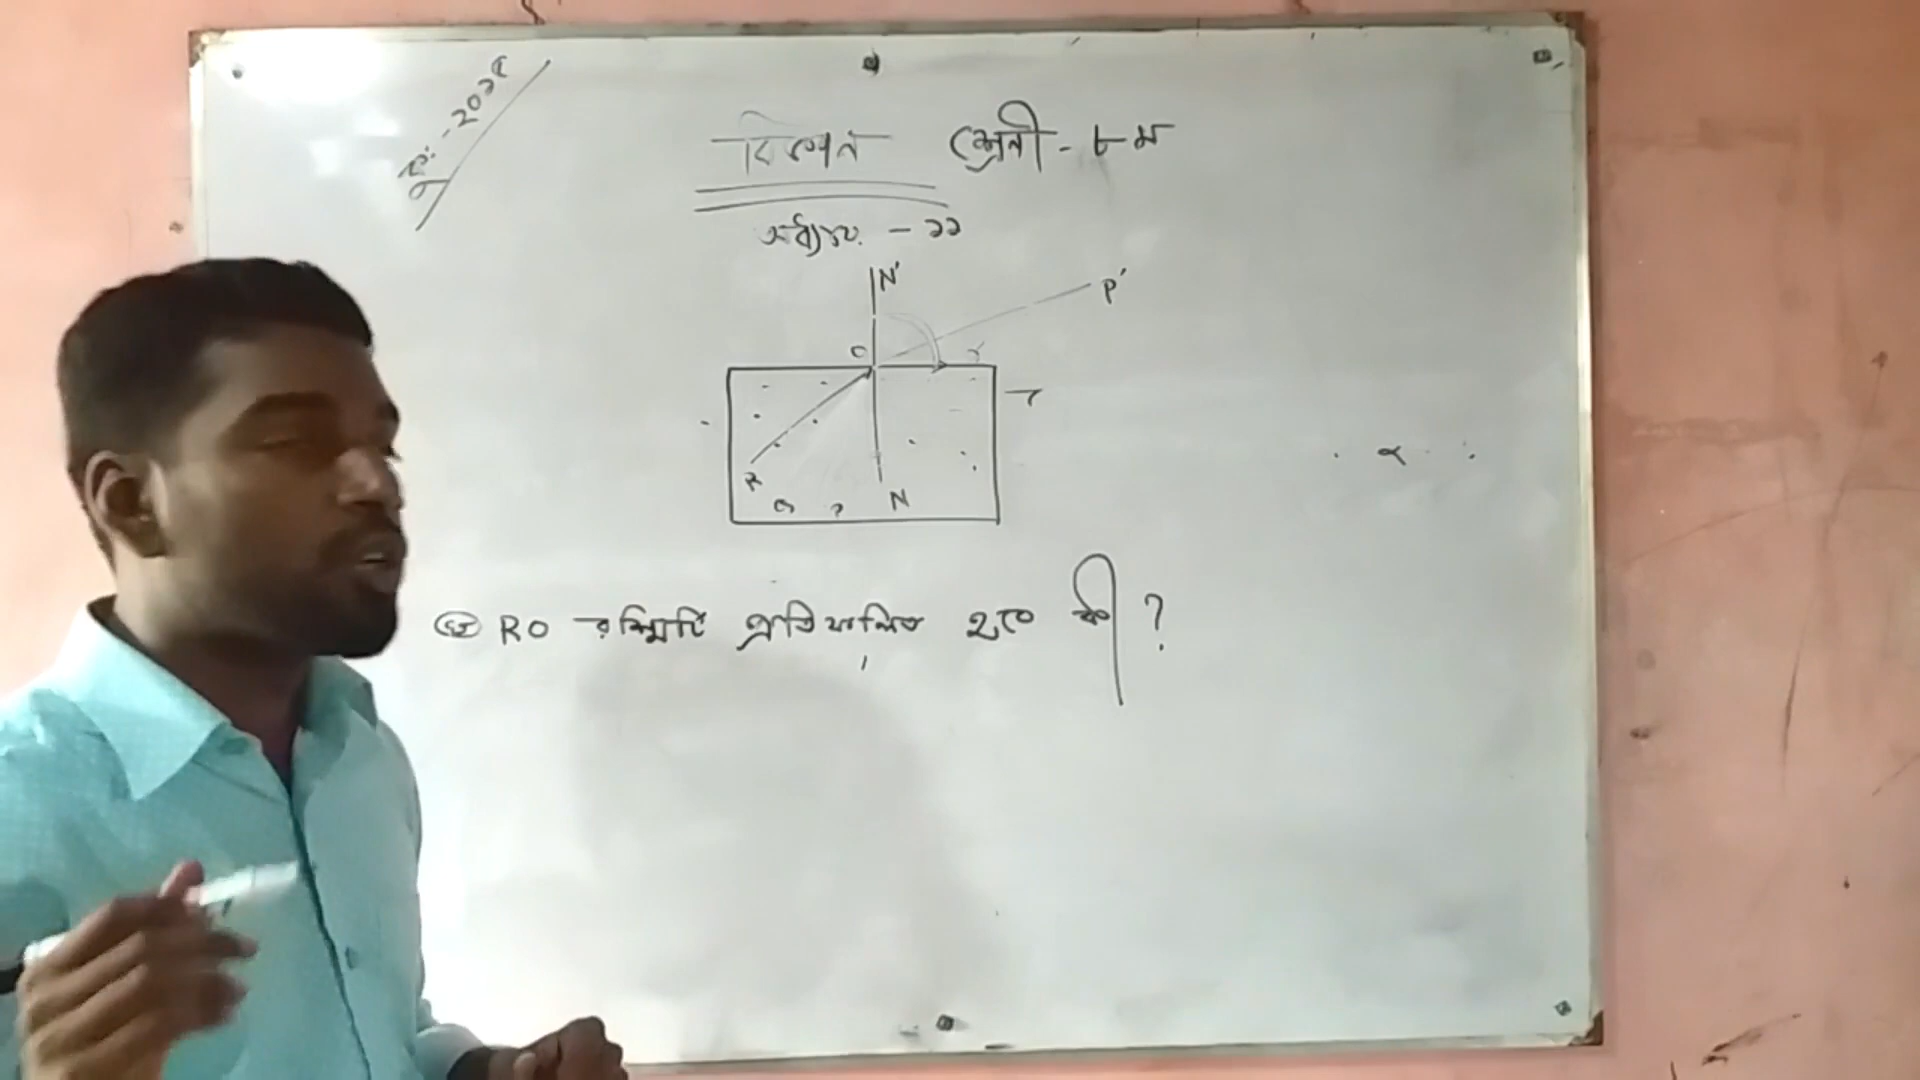 বিজ্ঞান শ্রেনী - ৮ম
অধ্যায় - ১১
N'
P'
O
R
Q P N
RO রশ্মিটি প্রতিফলিত হবে কী ?